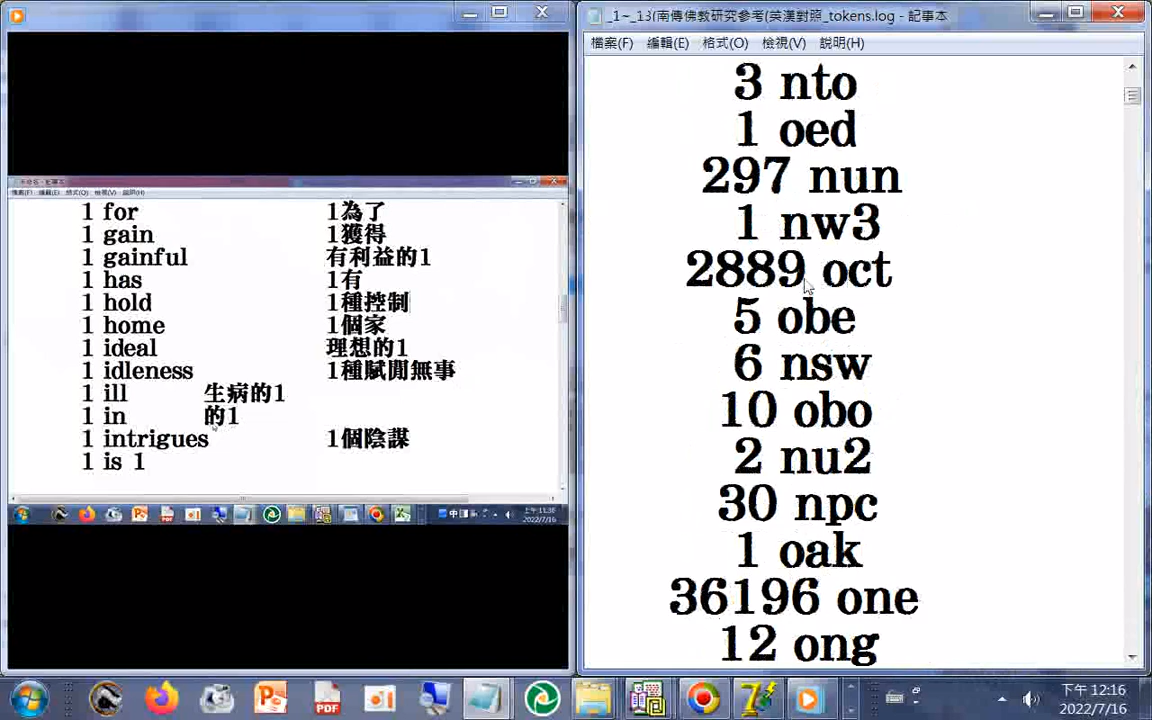 _1~_13(南傳佛教研究參考(英漢對照_tokens.log - 記事本
檔案(F) 編輯(E) 格式(O) 檢視(V) 說明(H)
1 for 1為了
1 gain 1獲得
1 gainful 有利益的1
1 has 1有
1 hold 1種控制
1 home 1個家
1 ideal 理想的1
1 idleness 1種賦閒無事
1 ill 生病的1
1 in 的1
1 intrigues 1個陰謀
1 is 1
2022/7/16
3 nto
1 oed
297 nun
1 nw3
2889 oct
5 obe
6 nsw
10 obo
2 nu2
30 npc
1 oak
36196 one
12 ong
PDF
下午 12:16
2022/7/16